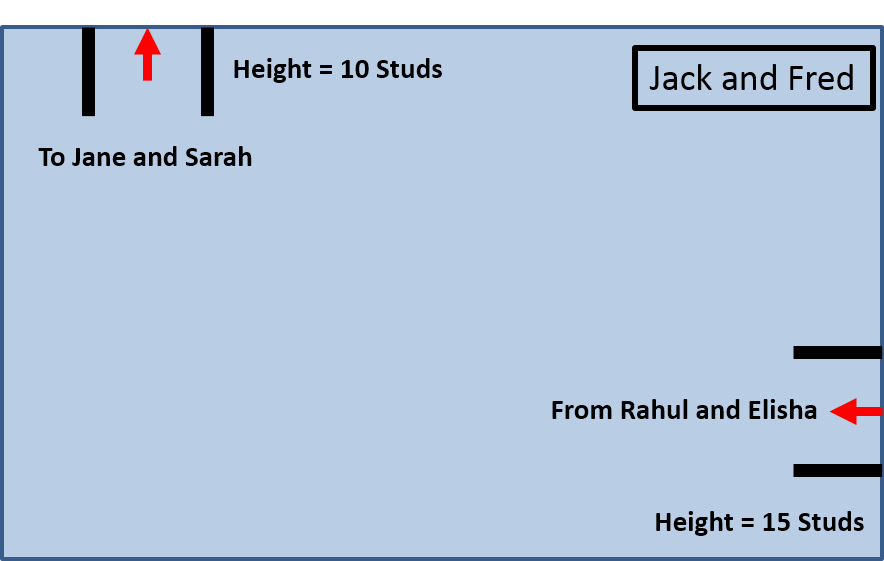 Height = 10 Studs
Jack and Fred
To Jane and Sarah
From Rahul and Elisha
Height = 15 Studs